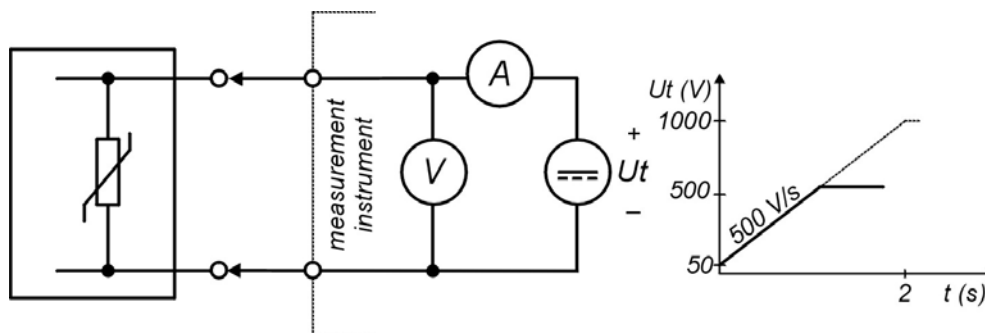 measurement
instrument
A
V
+
Ut
−
Ut (V)
1000
500
50
500 V/s
2
t (s)